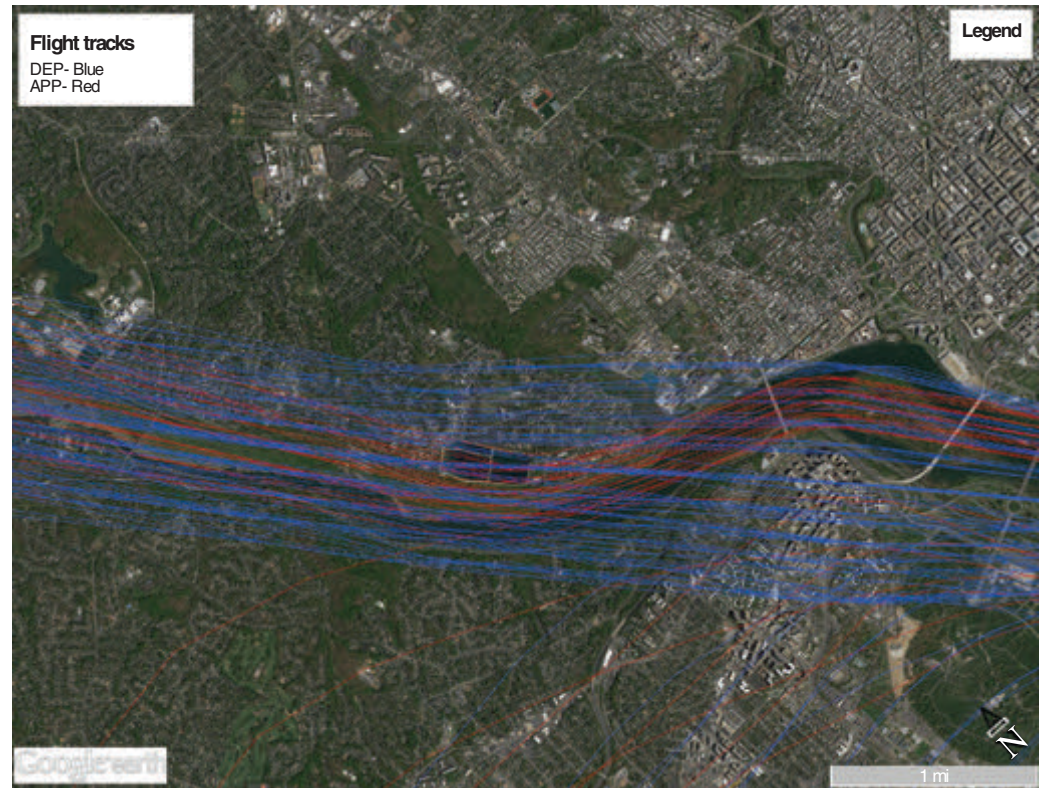 Flight tracks
DEP- Blue
APP- Red
Legend
Google earth
N
1 mi